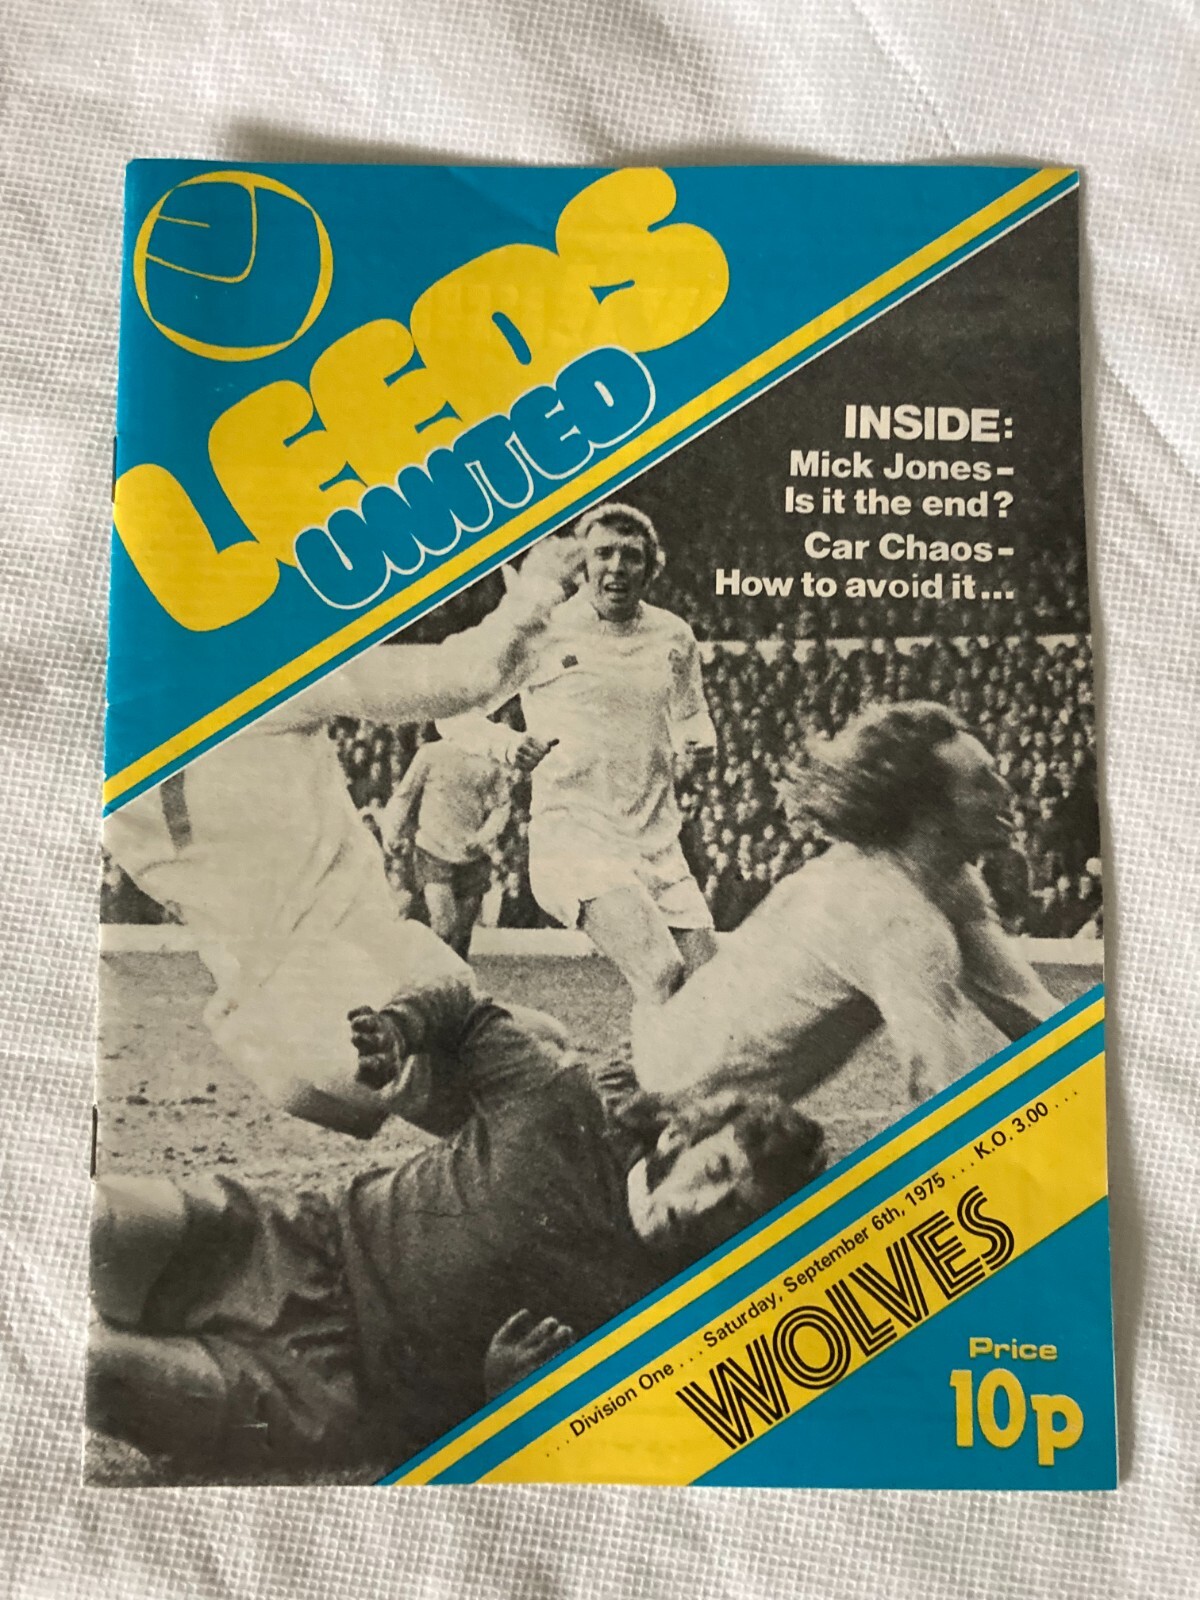 LEEDS
UNITED
INSIDE:
Mick Jones-
Is it the end?
Car Chaos-
How to avoid it...
...Division One...Saturday, September 6th, 1975...K.O. 3.00...
WOLVES
Price
10p